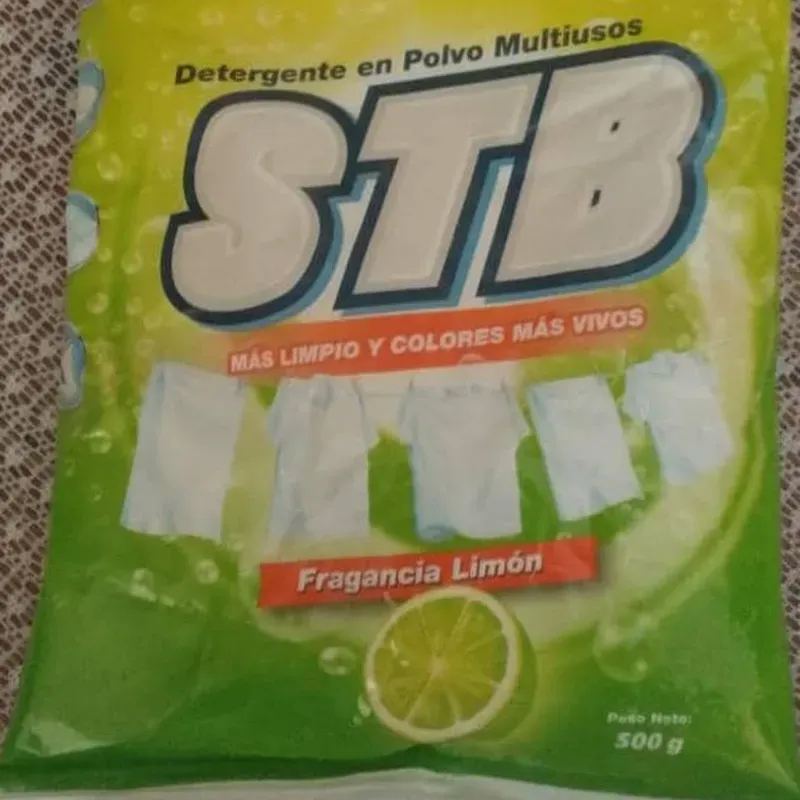 Detergente en Polvo Multiusos
STB
MÁS LIMPIO Y COLORES MÁS VIVOS
Fragancia Limón
Peso Neto:
500 g